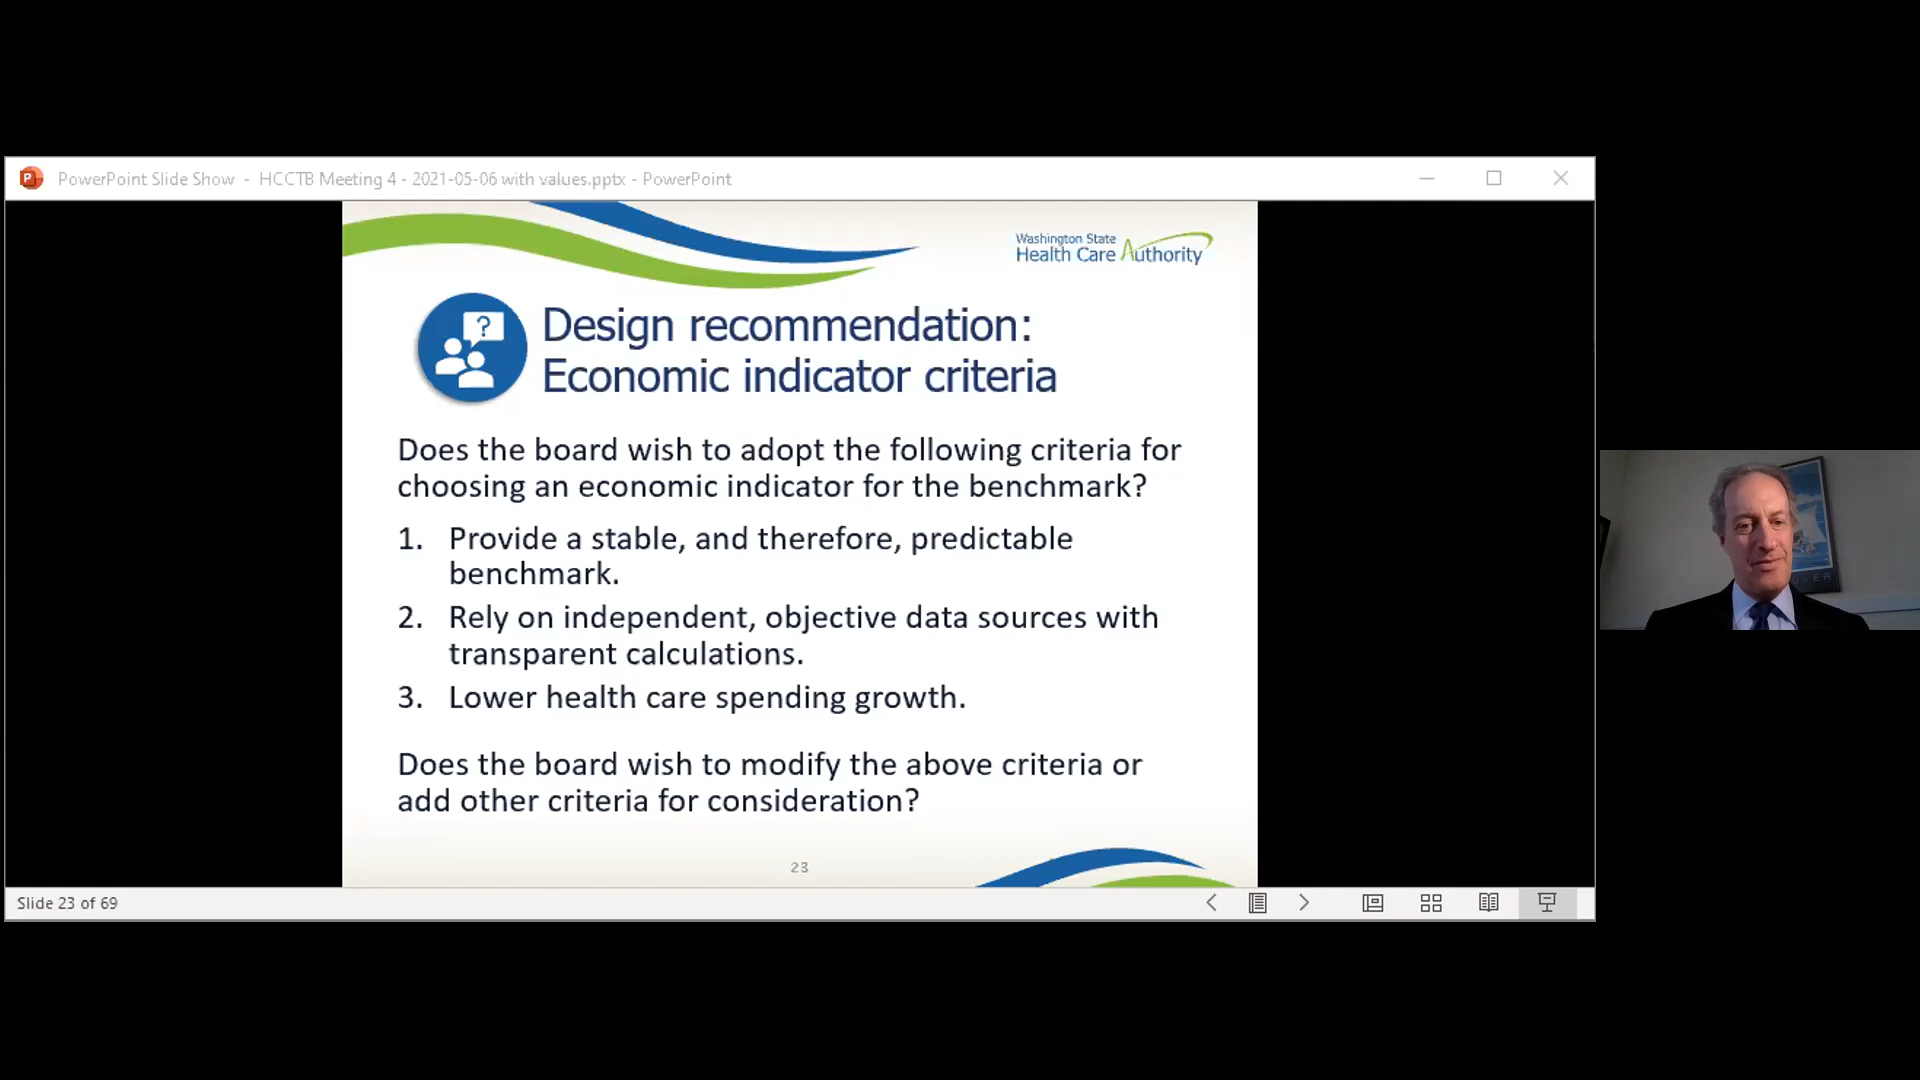 PowerPoint Slide Show - HCCTB Meeting 4 - 2021-05-06 with values.pptx - PowerPoint
Washington State
Health Care Authority
?
Design recommendation:
Economic indicator criteria
Does the board wish to adopt the following criteria for
choosing an economic indicator for the benchmark?
1. Provide a stable, and therefore, predictable
benchmark.
2. Rely on independent, objective data sources with
transparent calculations.
3. Lower health care spending growth.
Does the board wish to modify the above criteria or
add other criteria for consideration?
23
Slide 23 of 69